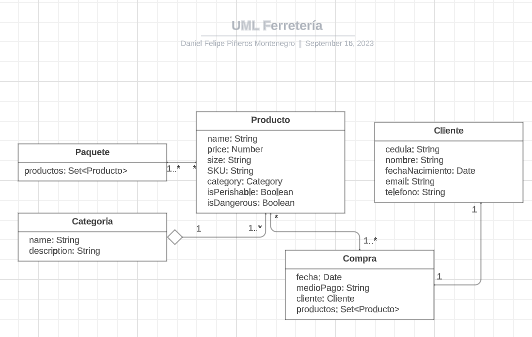 UML Ferretería
Daniel Felipe Piñeros Montenegro | September 16, 2023
Producto
name: String
price: Number
size: String
SKU: String
category: Category
isPerishable: Boolean
isDangerous: Boolean
Cliente
cedula: String
nombre: String
fechaNacimiento: Date
email: String
telefono: String
Paquete
productos: Set<Producto>
1..*
*
Categoria
name: String
description: String
1
1..*
*
1..*
1
1
Compra
fecha: Date
medioPago: String
cliente: Cliente
productos: Set<Producto>